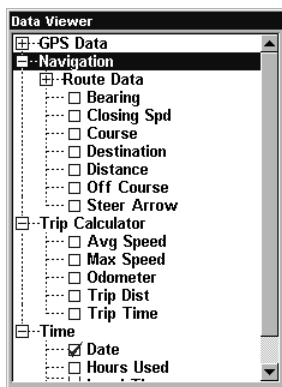 Data Viewer
GPS Data
Navigation
Route Data
Bearing
Closing Spd
Course
Destination
Distance
Off Course
Steer Arrow
Trip Calculator
Avg Speed
Max Speed
Odometer
Trip Dist
Trip Time
Time
Date
Hours Used